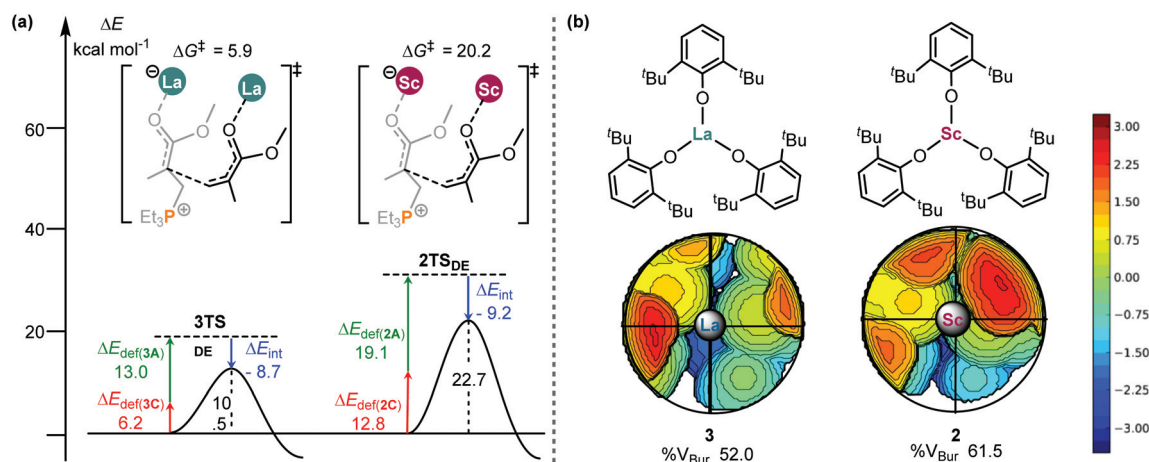 (a)
ΔE
kcal mol⁻¹
60
40
20
ΔG‡ = 5.9
‡
⊖
La
La
O
O
O
O
Et₃P⊕
ΔG‡ = 20.2
‡
⊖
Sc
Sc
O
O
O
O
Et₃P⊕
3TS
DE
ΔE_def(3A)
13.0
ΔE_int
- 8.7
ΔE_def(3C)
6.2
10
.5
2TS_DE
ΔE_def(2A)
19.1
ΔE_int
- 9.2
ΔE_def(2C)
12.8
22.7
(b)
ᵗBu
ᵗBu
O
La
O
O
ᵗBu
ᵗBu
ᵗBu
ᵗBu
ᵗBu
ᵗBu
O
Sc
O
O
ᵗBu
ᵗBu
ᵗBu
ᵗBu
La
3
%V_Bur 52.0
Sc
2
%V_Bur 61.5
3.00
2.25
1.50
0.75
0.00
-0.75
-1.50
-2.25
-3.00